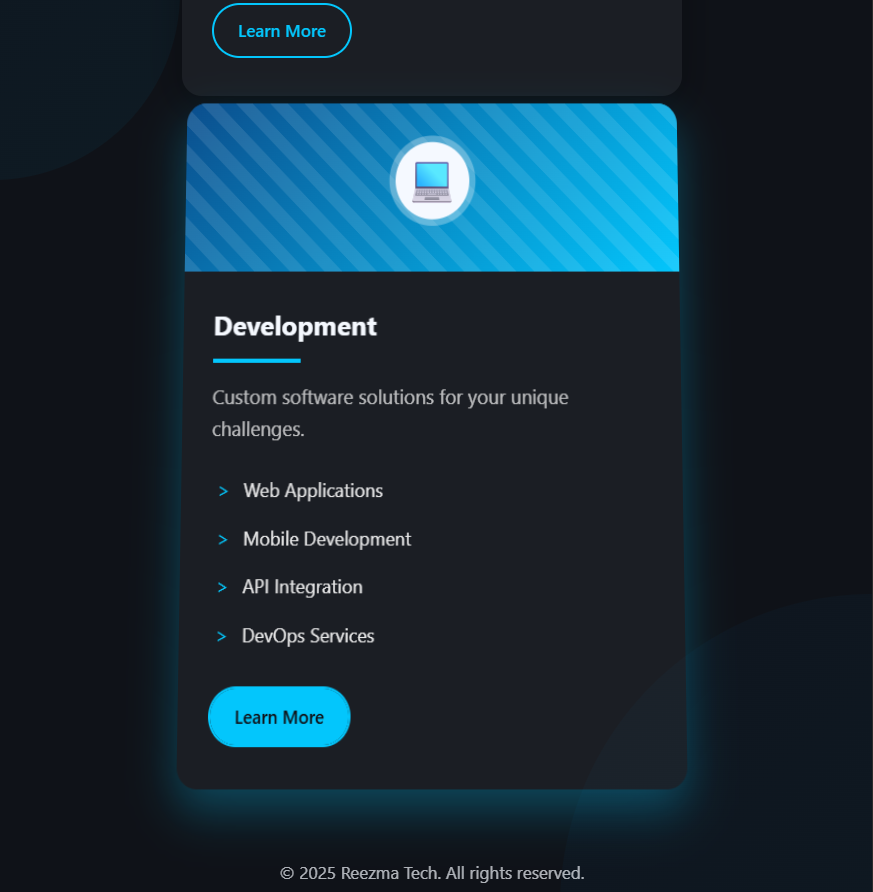 Learn More
Development
Custom software solutions for your unique
challenges.
> Web Applications
> Mobile Development
> API Integration
> DevOps Services
Learn More
© 2025 Reezma Tech. All rights reserved.